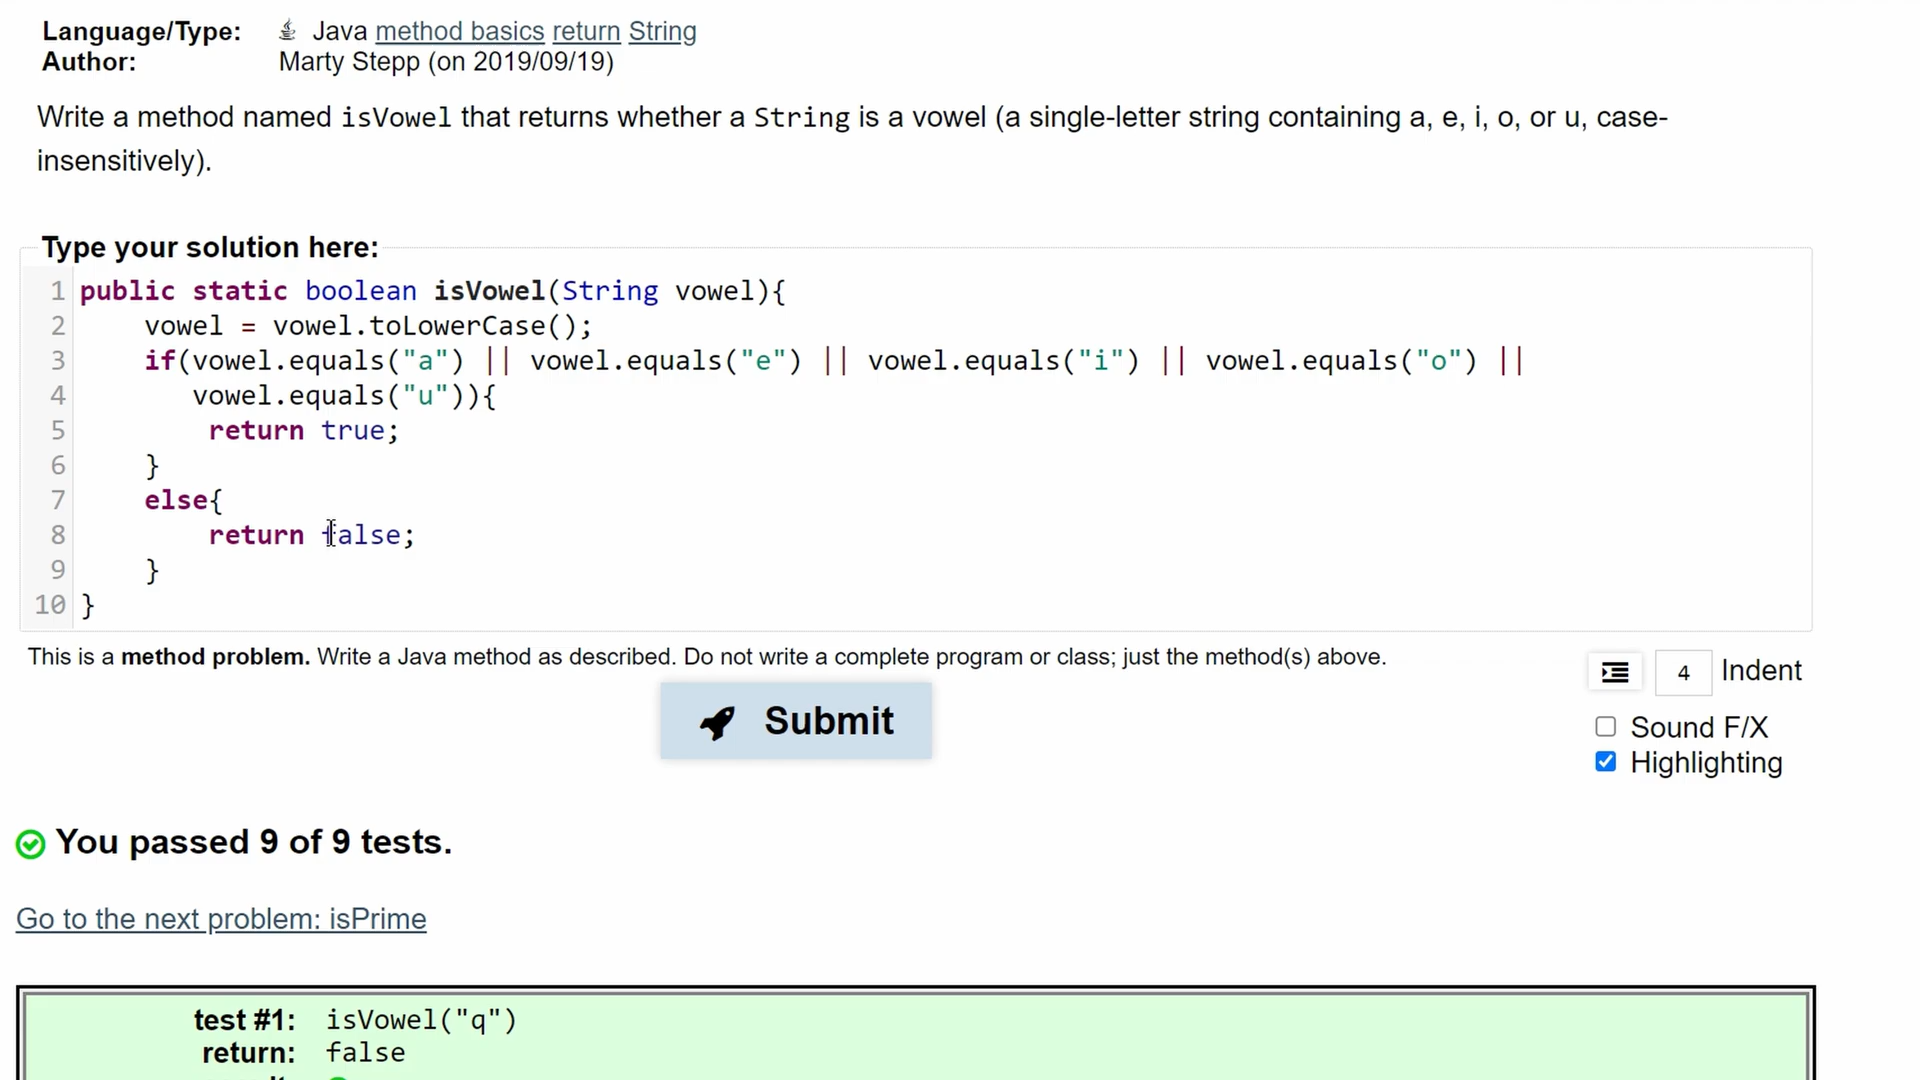 Language/Type: Java method basics return String
Author: Marty Stepp (on 2019/09/19)
Write a method named isVowel that returns whether a String is a vowel (a single-letter string containing a, e, i, o, or u, case-
insensitively).
Type your solution here:
1 public static boolean isVowel(String vowel){
2 vowel = vowel.toLowerCase();
3 if(vowel.equals("a") || vowel.equals("e") || vowel.equals("i") || vowel.equals("o") ||
4 vowel.equals("u")){
5 return true;
6 }
7 else{
8 return false;
9 }
10 }
This is a method problem. Write a Java method as described. Do not write a complete program or class; just the method(s) above.
4 Indent
Submit
Sound F/X
Highlighting
You passed 9 of 9 tests.
Go to the next problem: isPrime
test #1: isVowel("q")
return: false